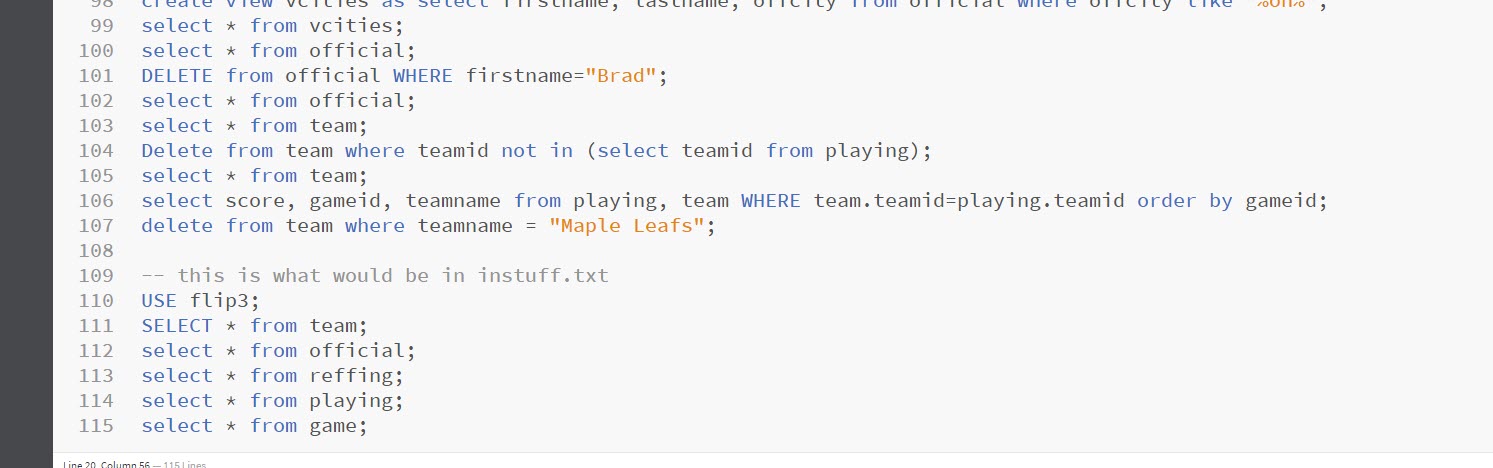 98 create view vcities as select firstname, lastname, offcity from official where offcity like "%on%";
99 select * from vcities;
100 select * from official;
101 DELETE from official WHERE firstname="Brad";
102 select * from official;
103 select * from team;
104 Delete from team where teamid not in (select teamid from playing);
105 select * from team;
106 select score, gameid, teamname from playing, team WHERE team.teamid=playing.teamid order by gameid;
107 delete from team where teamname = "Maple Leafs";
108
109 -- this is what would be in instuff.txt
110 USE flip3;
111 SELECT * from team;
112 select * from official;
113 select * from reffing;
114 select * from playing;
115 select * from game;
Line 20, Column 56 — 115 Lines